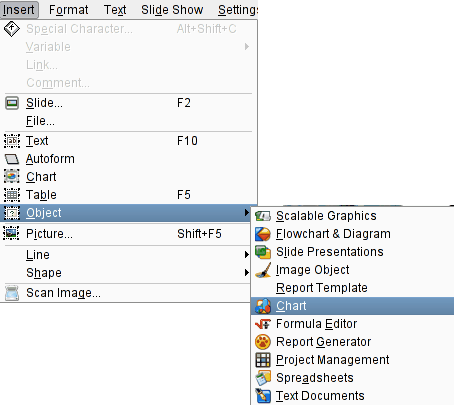 Insert Format Text Slide Show Settings
Special Character... Alt+Shift+C
Variable
Link...
Comment...
Slide... F2
File...
Text F10
Autoform
Chart
Table F5
Object
Picture... Shift+F5
Line
Shape
Scan Image...
Scalable Graphics
Flowchart & Diagram
Slide Presentations
Image Object
Report Template
Chart
Formula Editor
Report Generator
Project Management
Spreadsheets
Text Documents